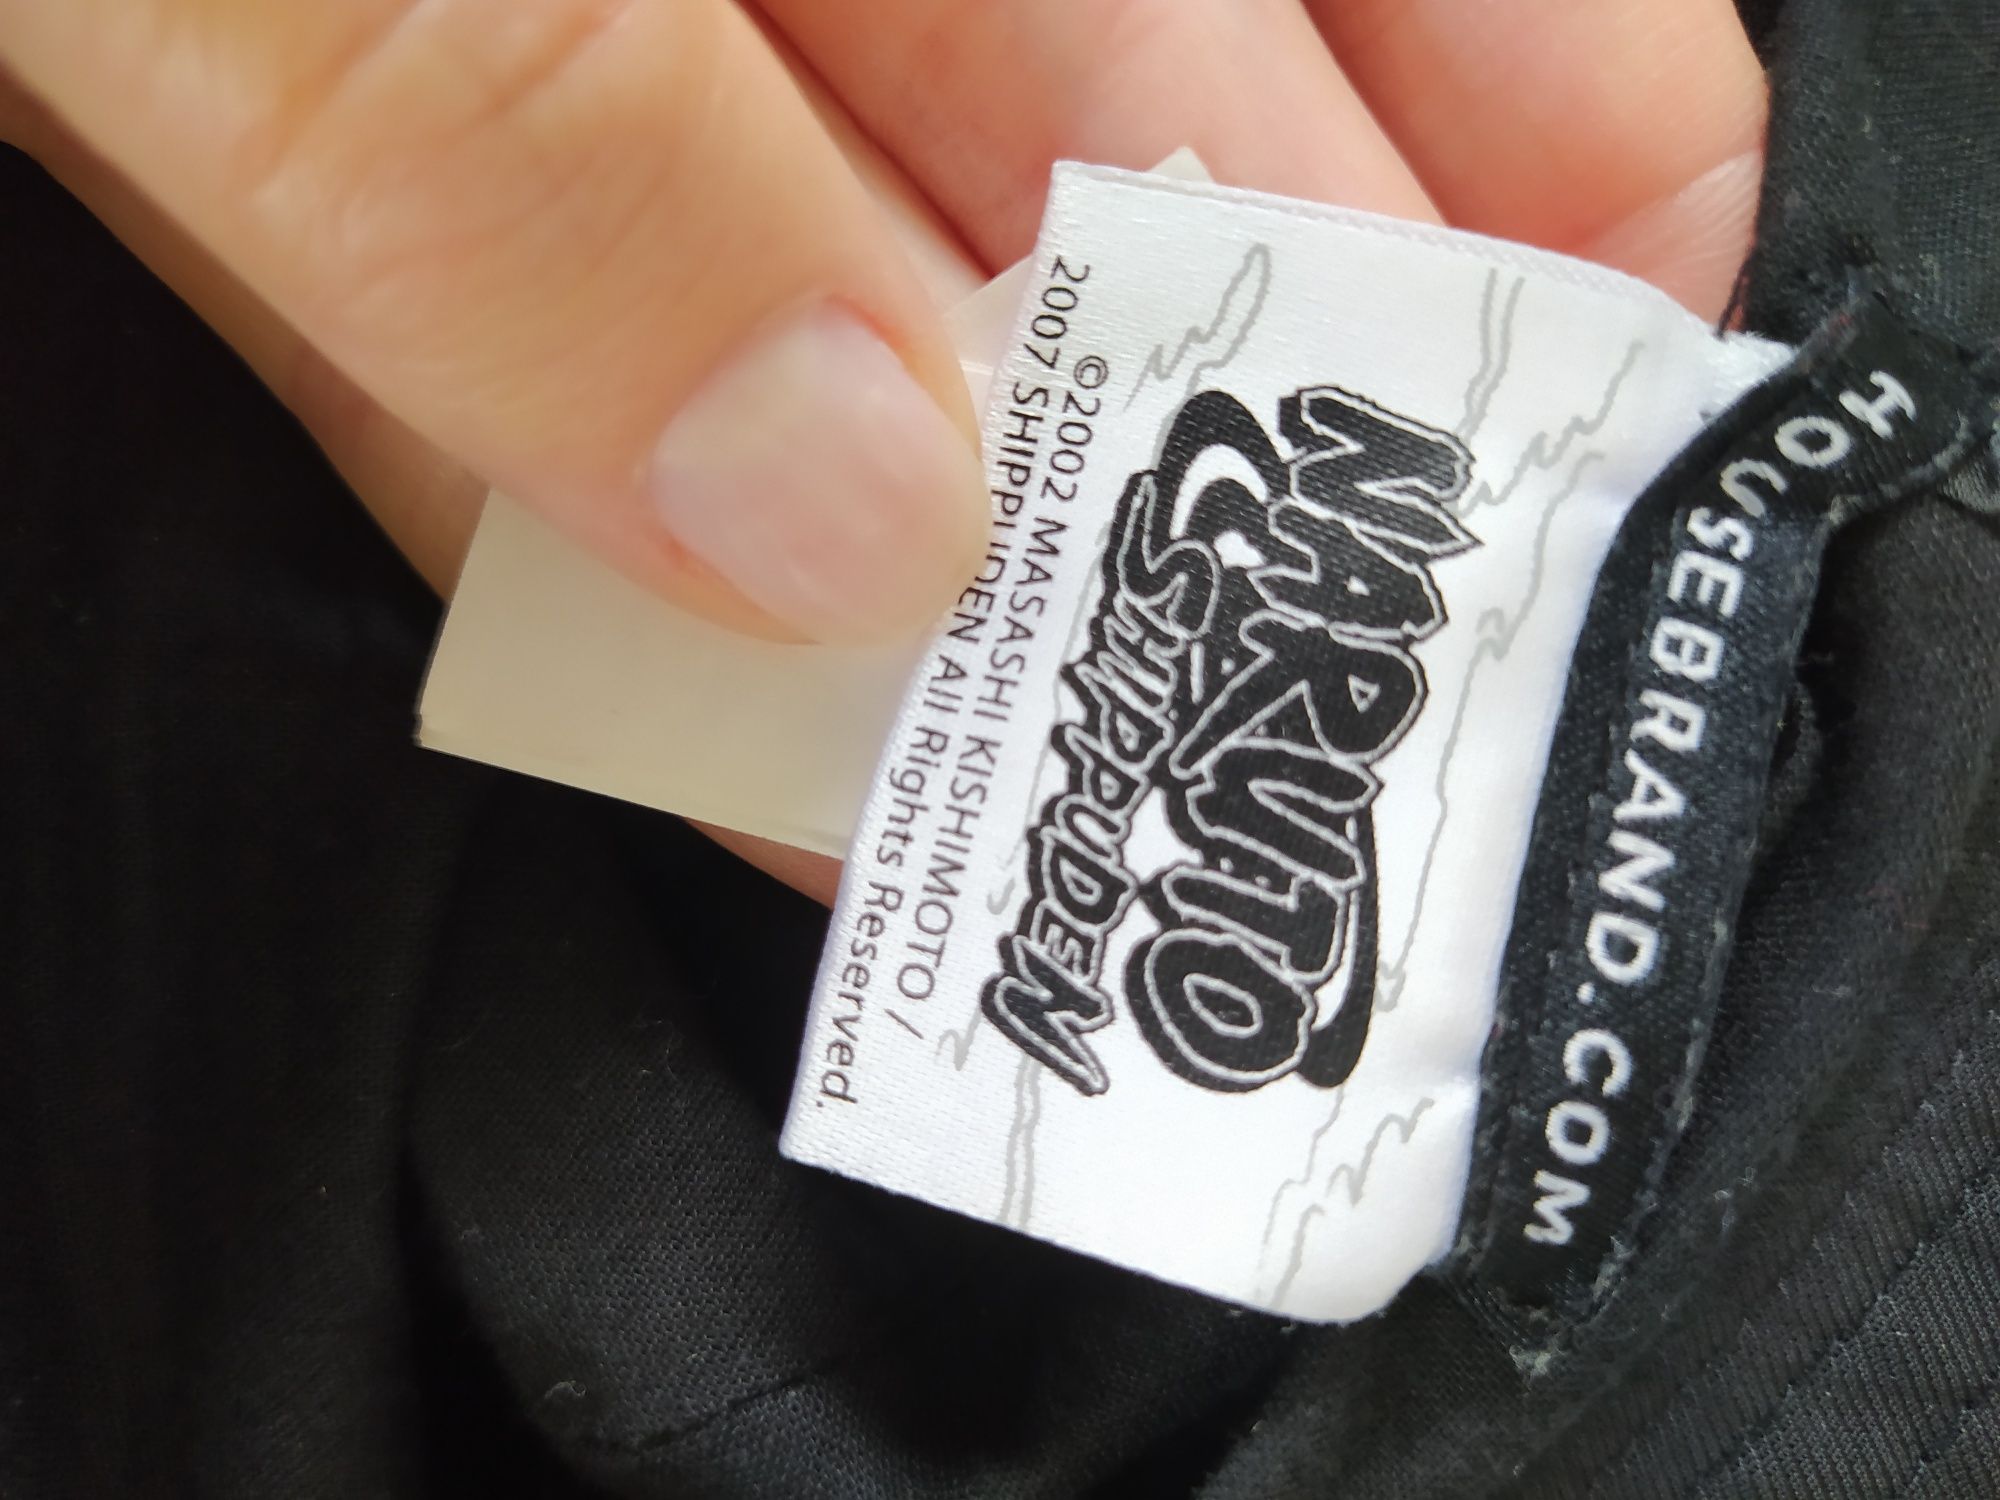 HOUSEBRAND.COM
NARUTO
SHIPPUDEN
©2002 MASASHI KISHIMOTO /
2007 SHIPPUDEN All Rights Reserved.